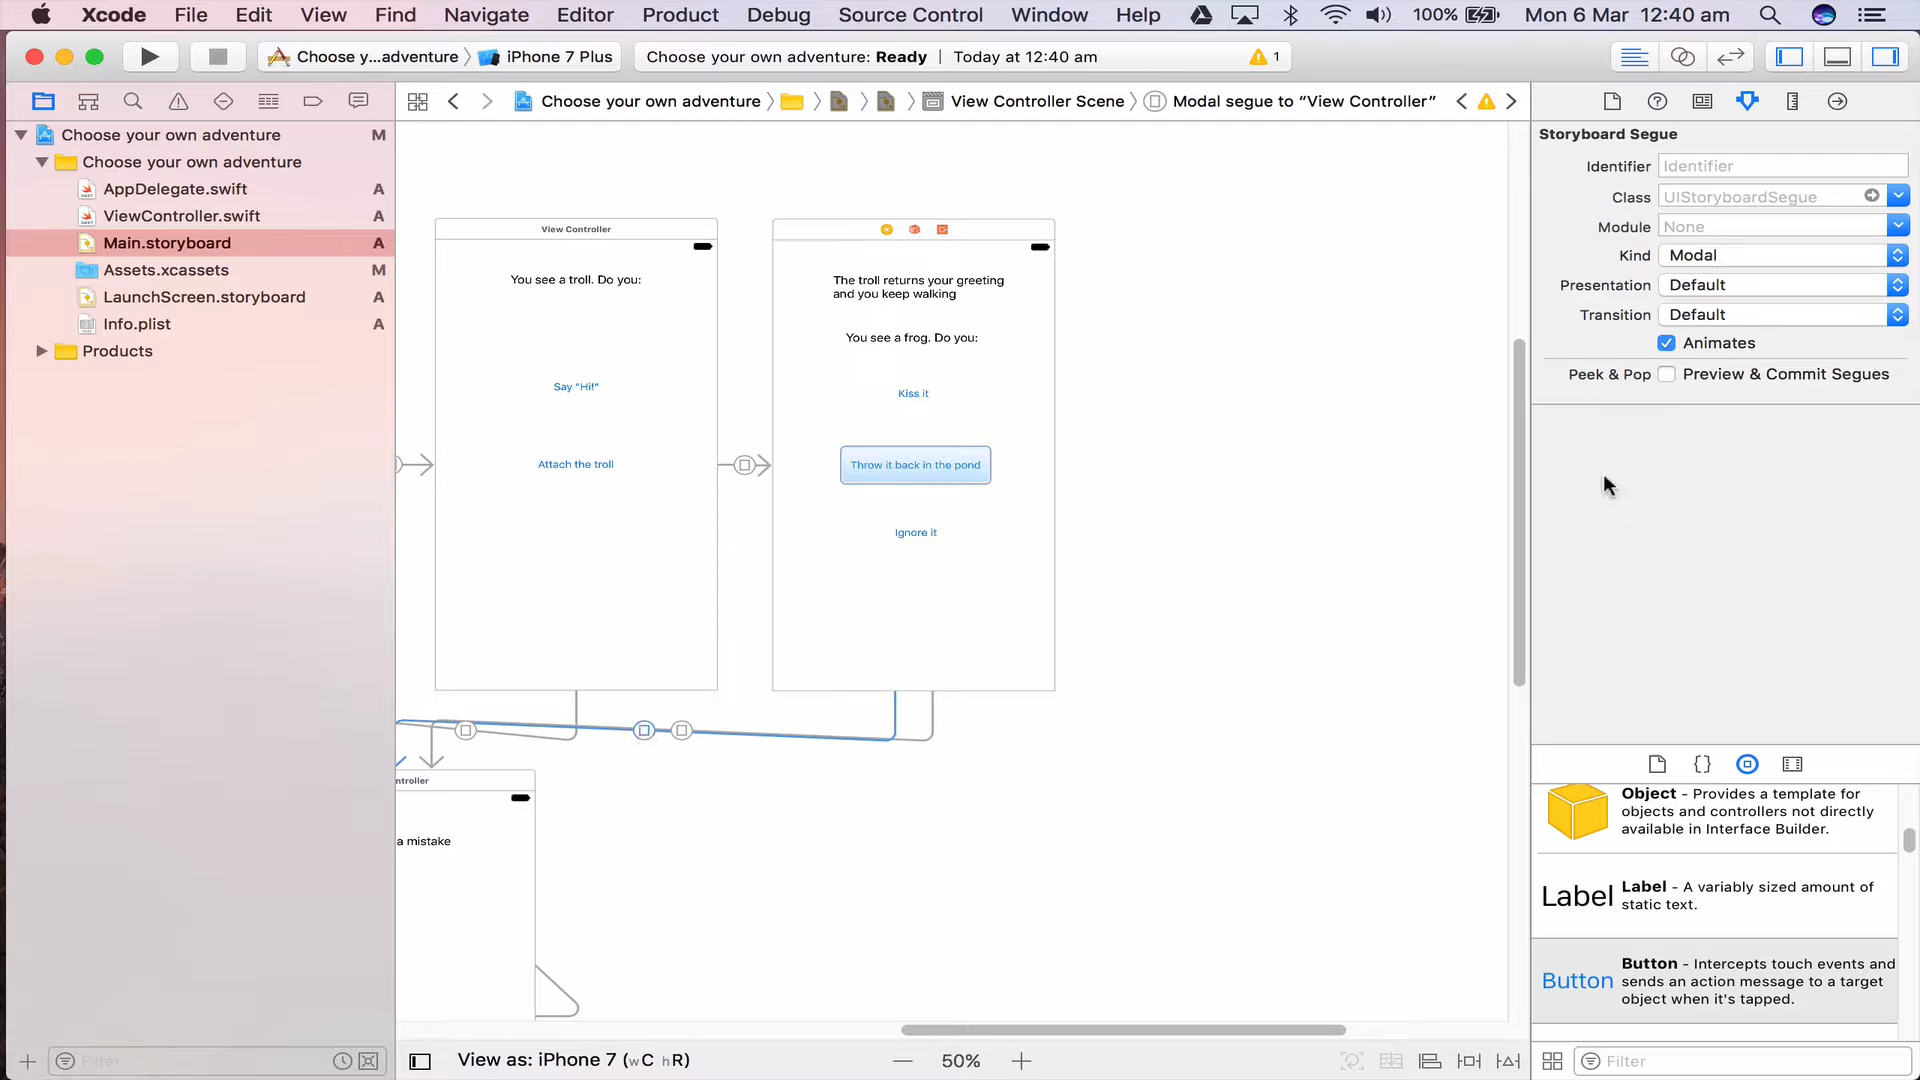 Xcode File Edit View Find Navigate Editor Product Debug Source Control Window Help 100% Mon 6 Mar 12:40 am
Choose y...adventure iPhone 7 Plus Choose your own adventure: Ready Today at 12:40 am 1
Choose your own adventure View Controller Scene Modal segue to “View Controller”
Choose your own adventure M
Choose your own adventure
AppDelegate.swift A
ViewController.swift A
Main.storyboard A
Assets.xcassets M
LaunchScreen.storyboard A
Info.plist A
Products
View Controller
You see a troll. Do you:
Say "Hi!"
Attach the troll
The troll returns your greeting
and you keep walking
You see a frog. Do you:
Kiss it
Throw it back in the pond
Ignore it
ntroller
a mistake
Storyboard Segue
Identifier Identifier
Class UIStoryboardSegue
Module None
Kind Modal
Presentation Default
Transition Default
Animates
Peek & Pop Preview & Commit Segues
{}
Object - Provides a template for
objects and controllers not directly
available in Interface Builder.
Label Label - A variably sized amount of
static text.
Button Button - Intercepts touch events and
sends an action message to a target
object when it's tapped.
Filter
View as: iPhone 7 (wC hR)
50%
Filter